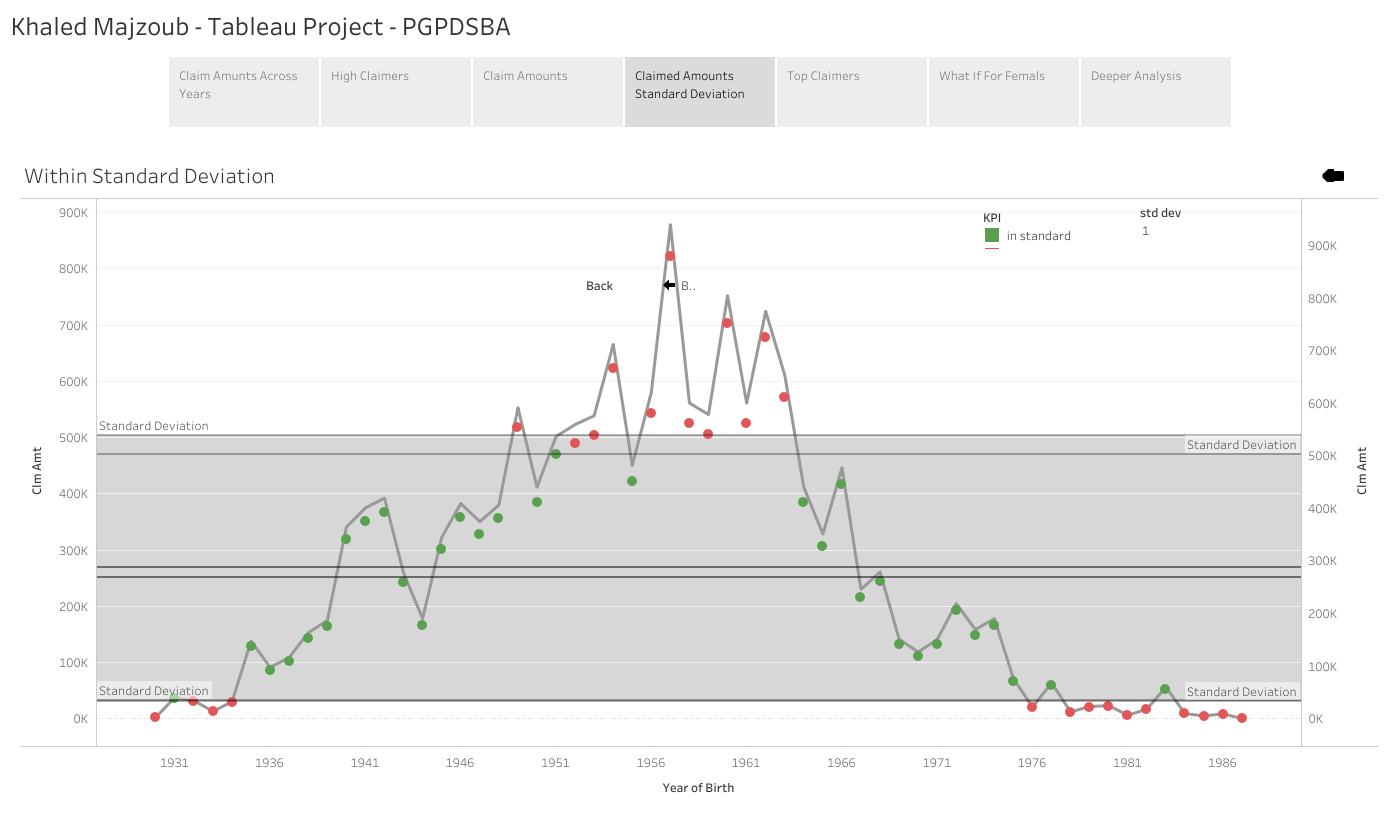 Khaled Majzoub - Tableau Project - PGPDSBA
Claim Amunts Across
Years
High Claimers
Claim Amounts
Claimed Amounts
Standard Deviation
Top Claimers
What If For Femals
Deeper Analysis
Within Standard Deviation
KPI
in standard
std dev
1
Back
B..
900K
800K
700K
600K
500K
400K
300K
200K
100K
0K
Clm Amt
Standard Deviation
Standard Deviation
Standard Deviation
Standard Deviation
900K
800K
700K
600K
500K
400K
300K
200K
100K
0K
Clm Amt
1931
1936
1941
1946
1951
1956
1961
1966
1971
1976
1981
1986
Year of Birth